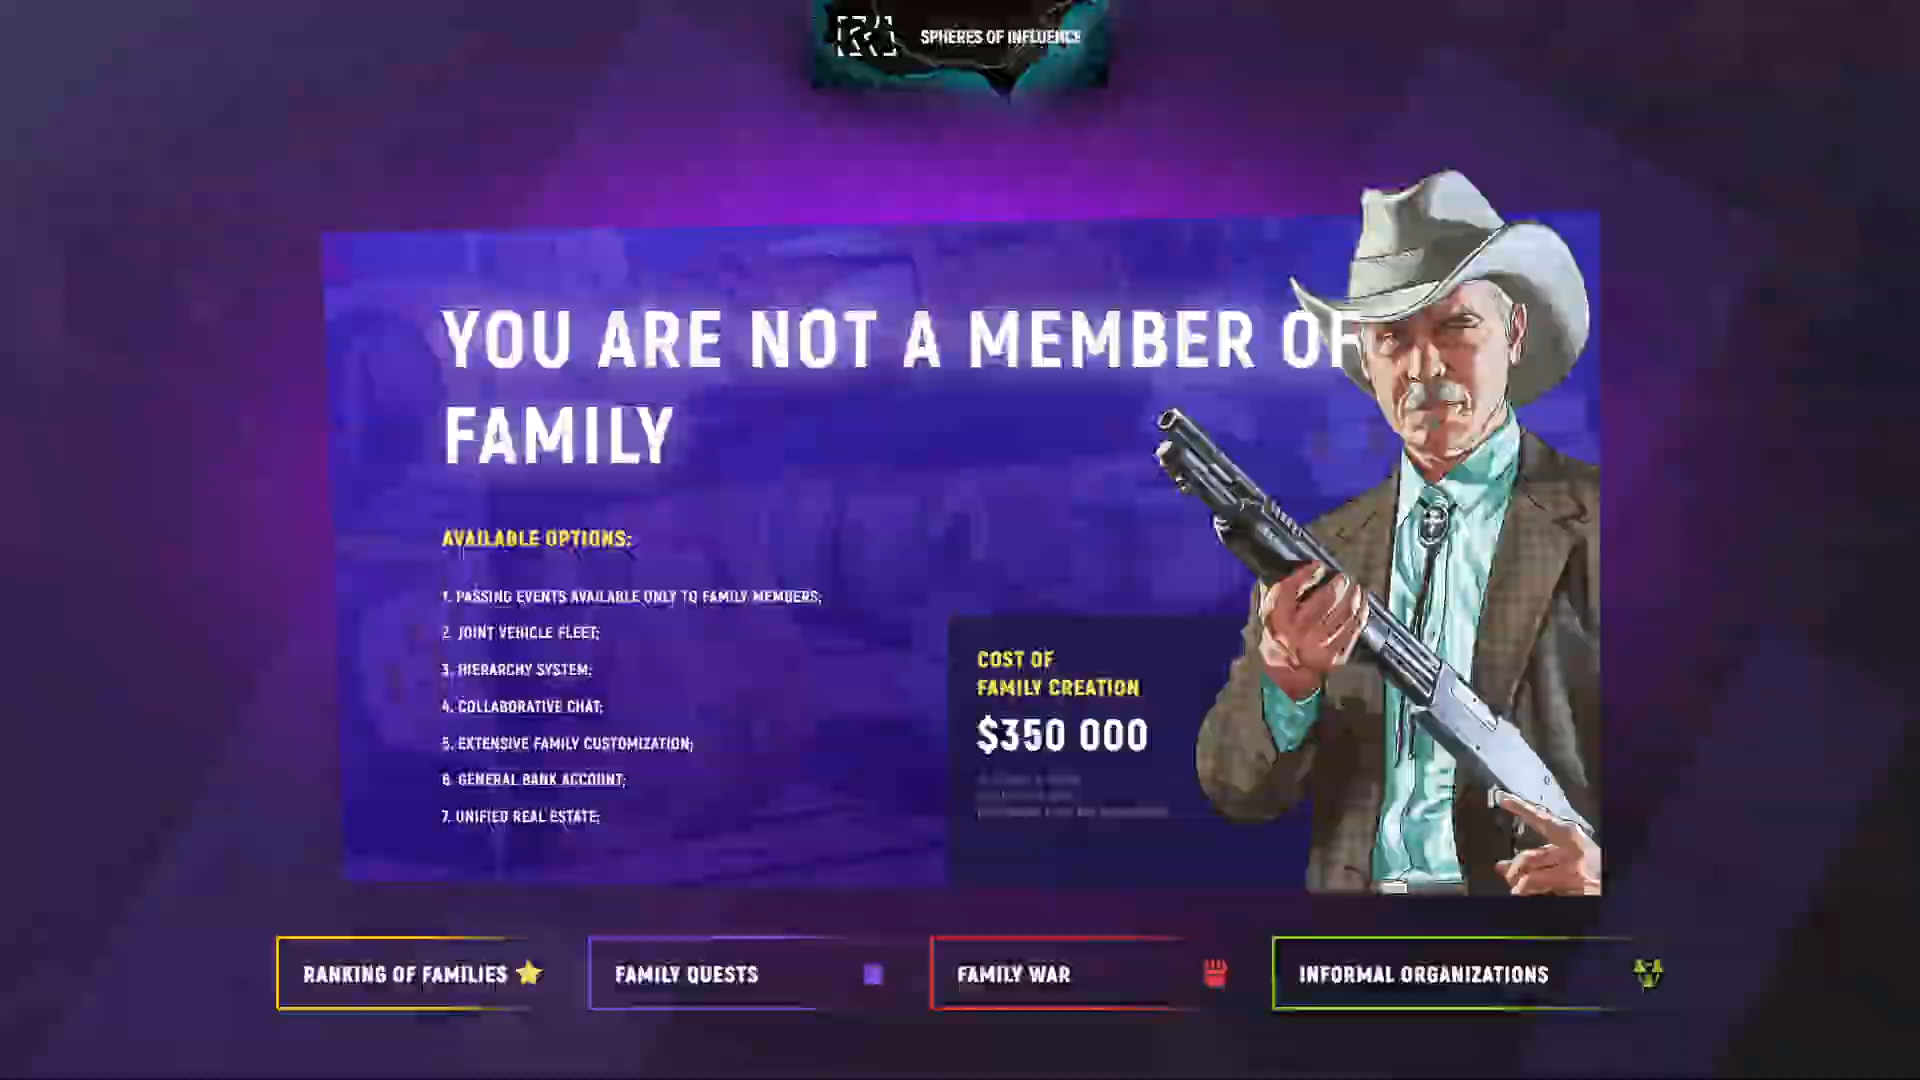 SPHERES OF INFLUENCE
YOU ARE NOT A MEMBER OF
FAMILY
AVAILABLE OPTIONS:
1. PASSING EVENTS AVAILABLE ONLY TO FAMILY MEMBERS;
2. JOINT VEHICLE FLEET;
3. HIERARCHY SYSTEM;
4. COLLABORATIVE CHAT;
5. EXTENSIVE FAMILY CUSTOMIZATION;
6. GENERAL BANK ACCOUNT;
7. UNIFIED REAL ESTATE;
COST OF
FAMILY CREATION
$350 000
RANKING OF FAMILIES
FAMILY QUESTS
FAMILY WAR
INFORMAL ORGANIZATIONS